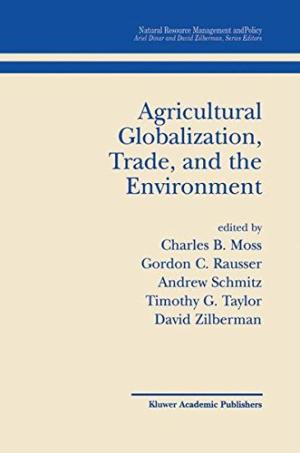 Natural Resource Management and Policy
Ariel Dinar and David Zilberman, Series Editors
Agricultural
Globalization,
Trade, and the
Environment
edited by
Charles B. Moss
Gordon C. Rausser
Andrew Schmitz
Timothy G. Taylor
David Zilberman
Kluwer Academic Publishers